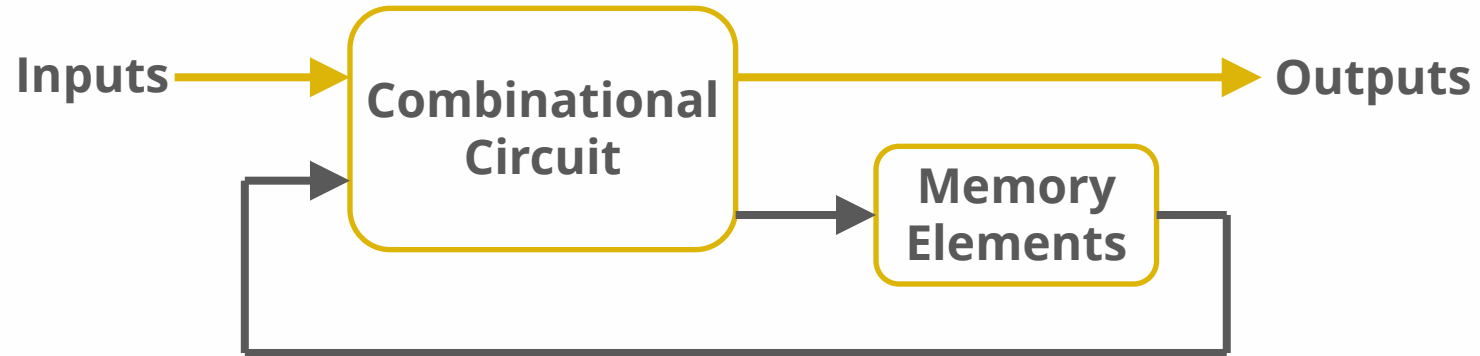 Inputs
Combinational
Circuit
Outputs
Memory
Elements